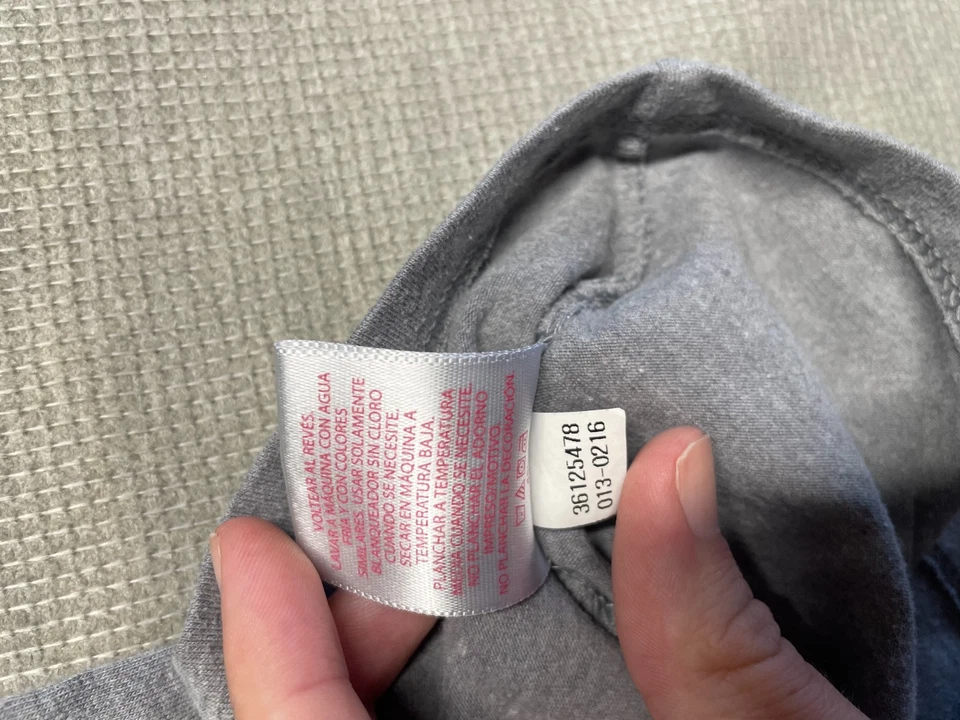 VOLTEAR AL REVÉS.
LAVAR A MÁQUINA CON AGUA
FRÍA Y CON COLORES
SIMILARES. USAR SOLAMENTE
BLANQUEADOR SIN CLORO
CUANDO SE NECESITE.
SECAR EN MÁQUINA A
TEMPERATURA BAJA.
PLANCHAR A TEMPERATURA
CUANDO SE NECESITE.
NO PLANCHAR EL ADORNO
IMPRESO/MOTIVO.
NO PLANCHAR LA DECORACIÓN.
36125478
013-0216